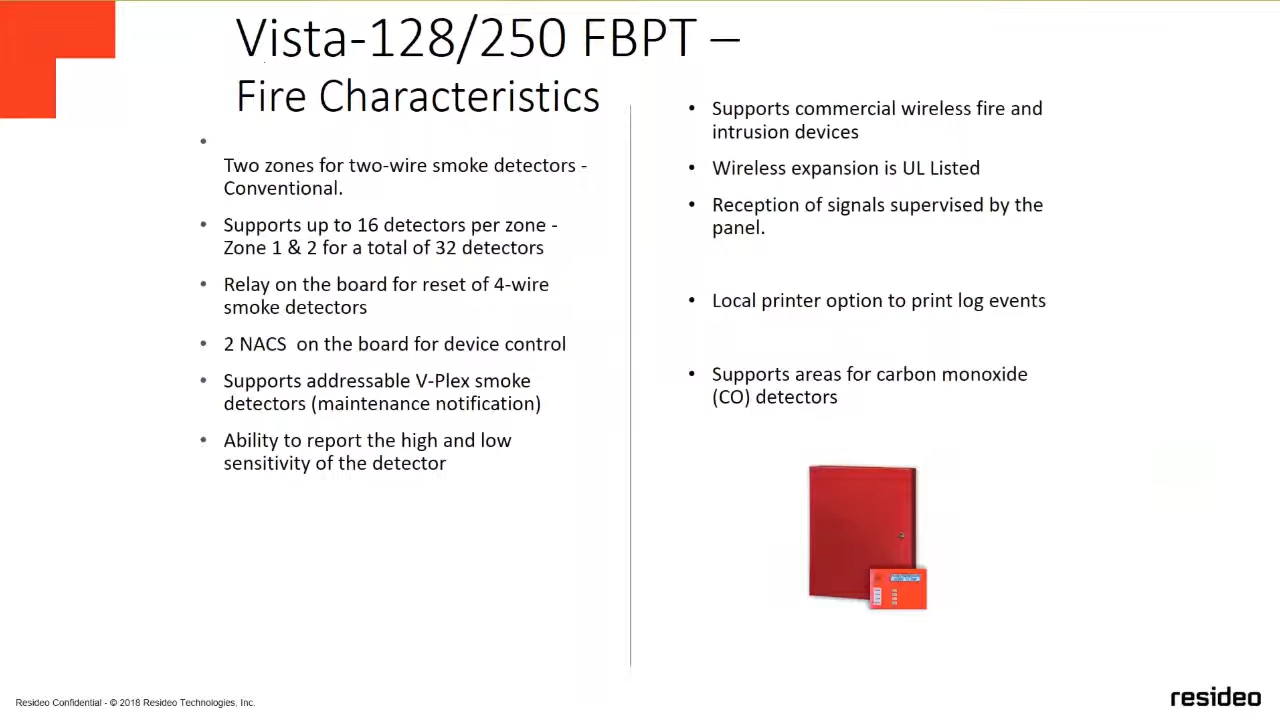 Vista-128/250 FBPT –
Fire Characteristics
•
Two zones for two-wire smoke detectors -
Conventional.
• Supports up to 16 detectors per zone -
Zone 1 & 2 for a total of 32 detectors
• Relay on the board for reset of 4-wire
smoke detectors
• 2 NACS  on the board for device control
• Supports addressable V-Plex smoke
detectors (maintenance notification)
• Ability to report the high and low
sensitivity of the detector
• Supports commercial wireless fire and
intrusion devices
• Wireless expansion is UL Listed
• Reception of signals supervised by the
panel.
• Local printer option to print log events
• Supports areas for carbon monoxide
(CO) detectors
Resideo Confidential - © 2018 Resideo Technologies, Inc.
resideo